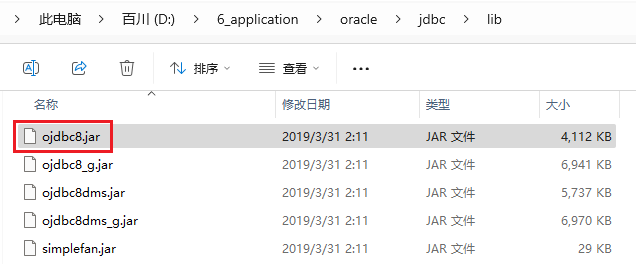 此电脑 > 百川 (D:) > 6_application > oracle > jdbc > lib
排序 查看 ...
名称 修改日期 类型 大小
ojdbc8.jar 2019/3/31 2:11 JAR 文件 4,112 KB
ojdbc8_g.jar 2019/3/31 2:11 JAR 文件 6,941 KB
ojdbc8dms.jar 2019/3/31 2:11 JAR 文件 5,737 KB
ojdbc8dms_g.jar 2019/3/31 2:11 JAR 文件 6,970 KB
simplefan.jar 2019/3/31 2:11 JAR 文件 29 KB